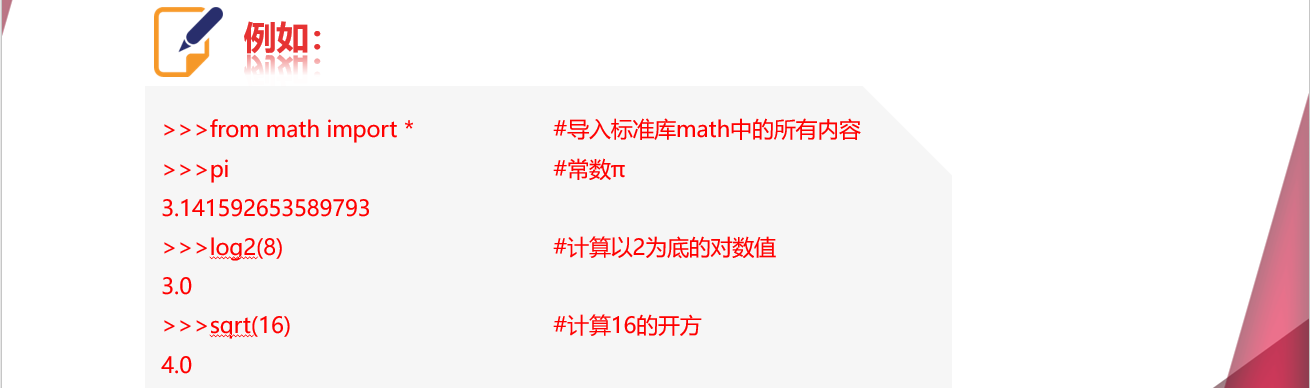 例如：
>>>from math import * #导入标准库math中的所有内容
>>>pi #常数π
3.141592653589793
>>>log2(8) #计算以2为底的对数值
3.0
>>>sqrt(16) #计算16的开方
4.0